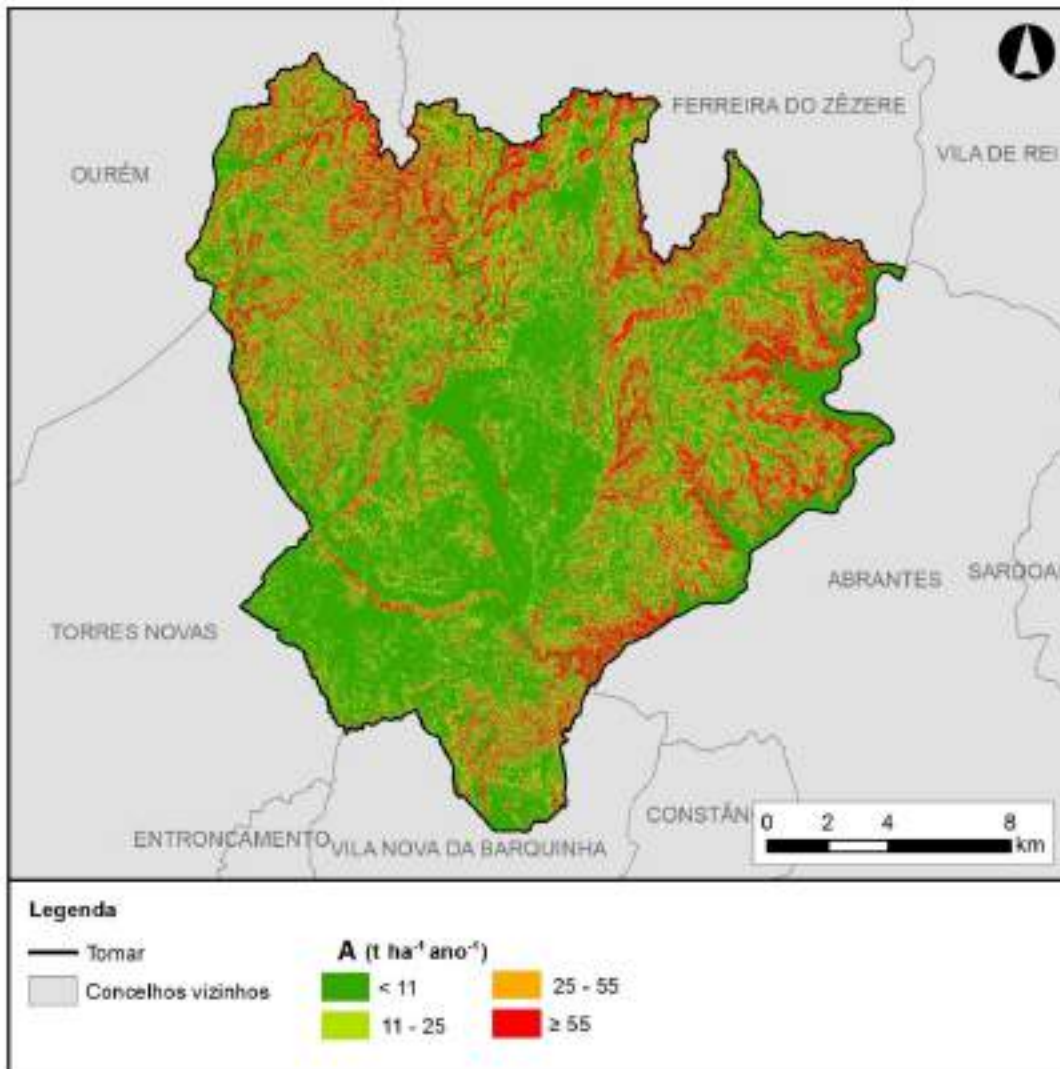 FERREIRA DO ZÊZERE
VILA DE REI
OURÉM
ABRANTES
TORRES NOVAS
ENTRONCAMENTO
VILA NOVA DA BARQUINHA
0 2 4 8
km
Legenda
Tomar
Concelhos vizinhos
A (t ha⁻¹ ano⁻¹)
< 11
25 - 55
11 - 25
≥ 55